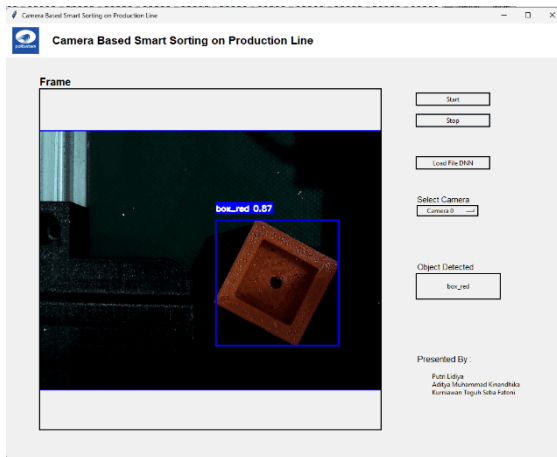 Camera Based Smart Sorting on Production Line
Camera Based Smart Sorting on Production Line
Frame
box_red 0.87
Start
Stop
Load File DNN
Select Camera
Camera 0
Object Detected
box_red
Presented By :
Putri Lidiya
Aditya Muhammad Kinandhika
Kurniawan Teguh Setia Fatoni